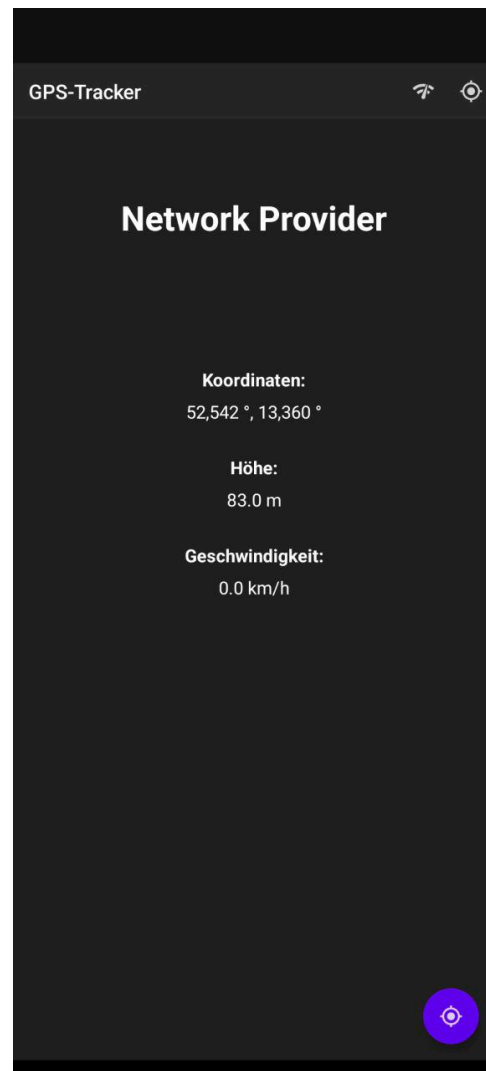 GPS-Tracker
Network Provider
Koordinaten:
52,542 °, 13,360 °
Höhe:
83.0 m
Geschwindigkeit:
0.0 km/h